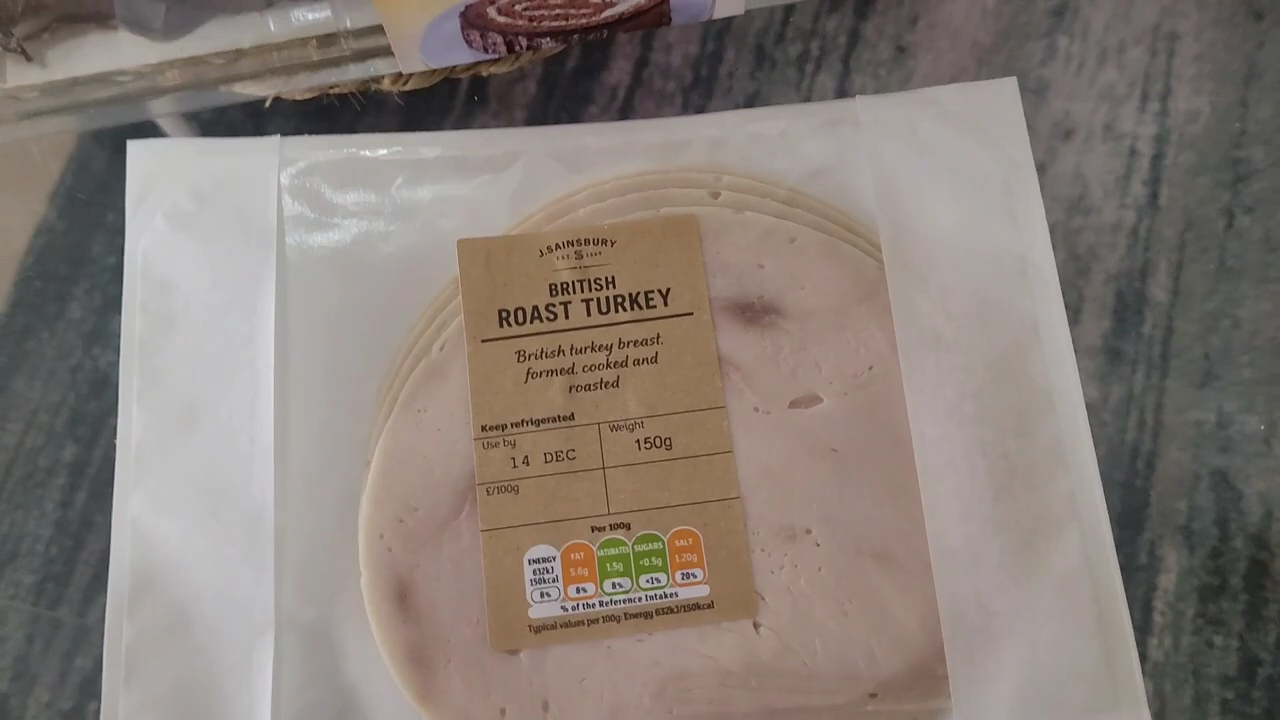 J.SAINSBURY
EST S 1869
BRITISH
ROAST TURKEY
British turkey breast,
formed, cooked and
roasted
Keep refrigerated
Use by
14 DEC
Weight
150g
£/100g
Per 100g
ENERGY
632kJ
150kcal
8%
FAT
5.6g
8%
SATURATES
1.5g
8%
SUGARS
<0.5g
<1%
SALT
1.20g
20%
% of the Reference Intakes
Typical values per 100g: Energy 632kJ/150kcal